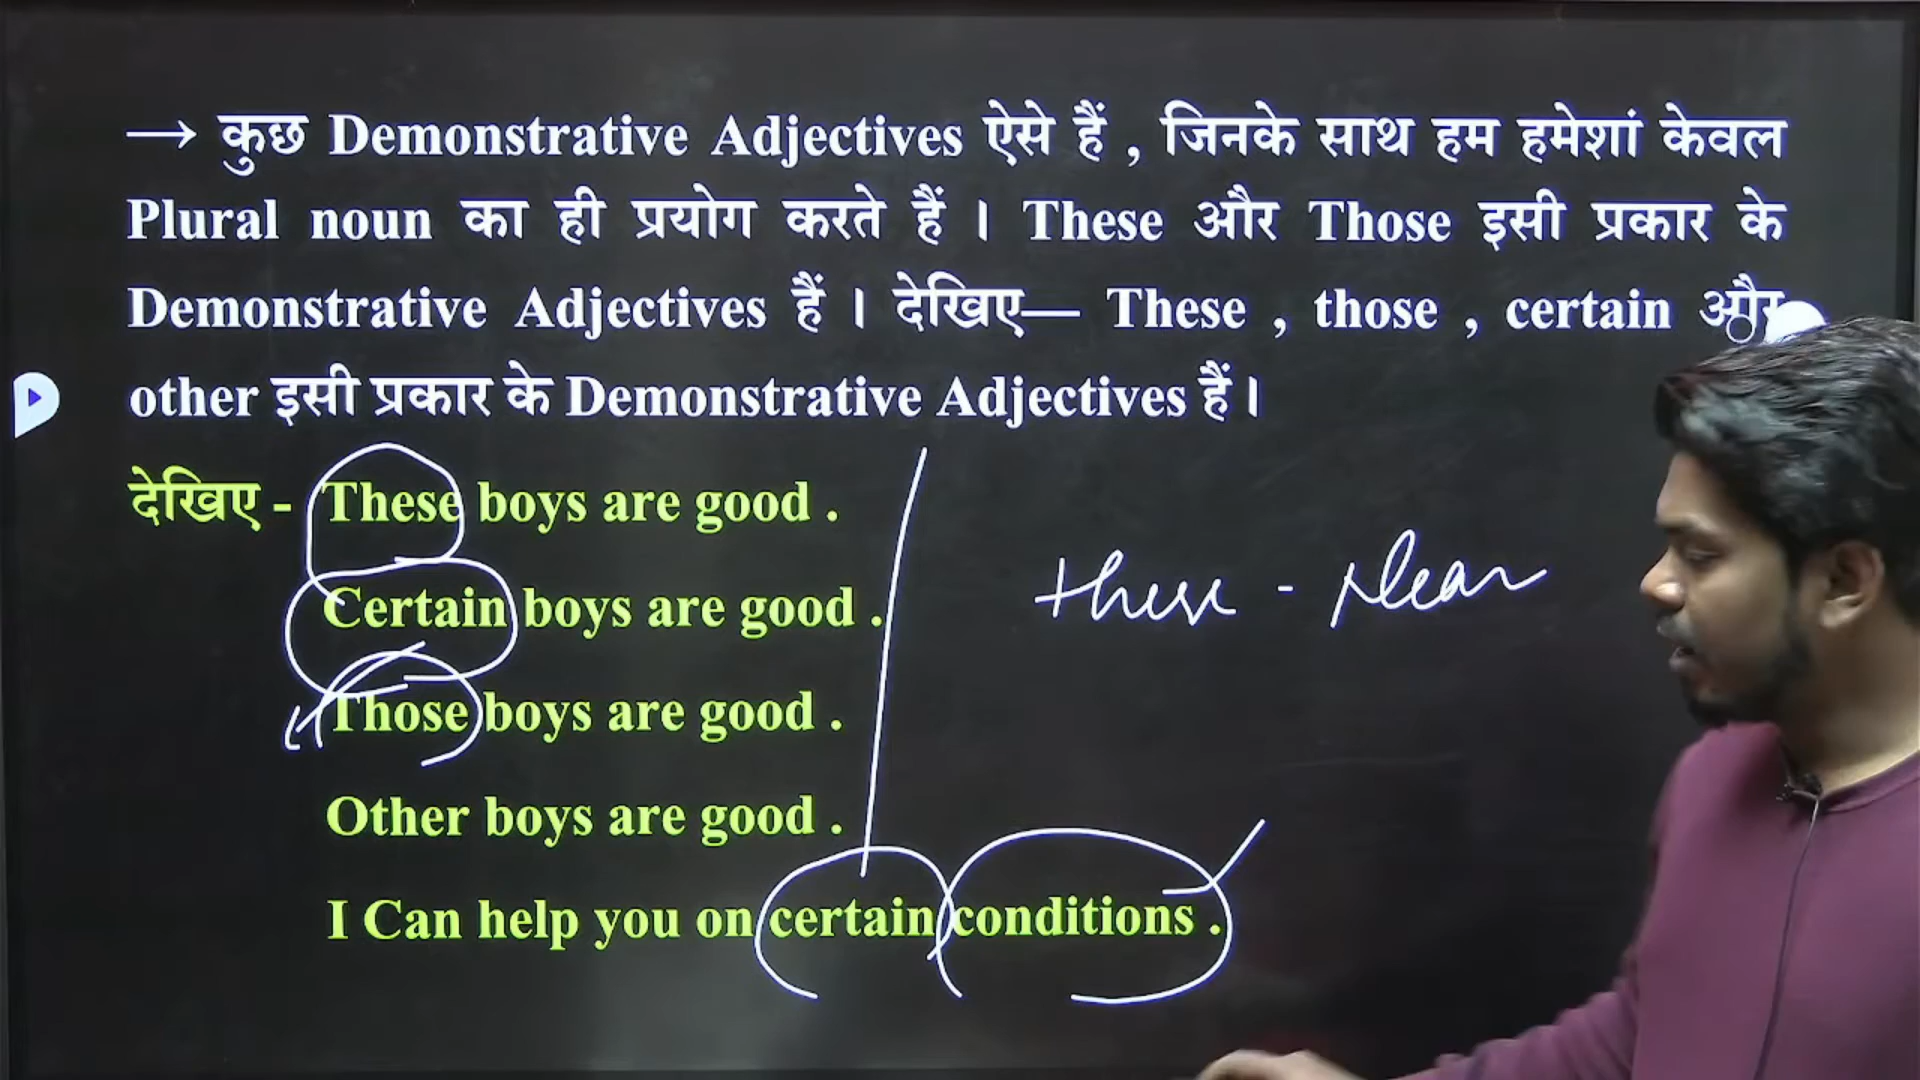 → कुछ Demonstrative Adjectives ऐसे हैं , जिनके साथ हम हमेशां केवल
Plural noun का ही प्रयोग करते हैं । These और Those इसी प्रकार के
Demonstrative Adjectives हैं । देखिए— These , those , certain और
other इसी प्रकार के Demonstrative Adjectives हैं ।
देखिए - These boys are good .
Certain boys are good .
these - Near
Those boys are good .
Other boys are good .
I Can help you on certain conditions .